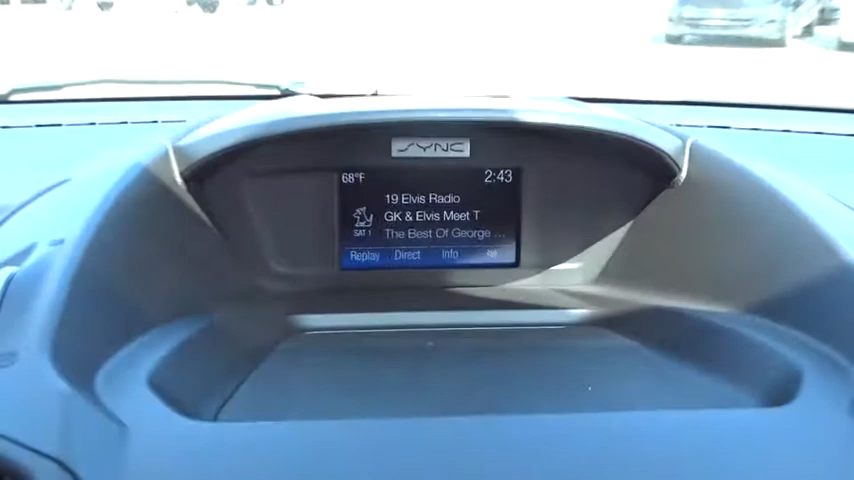 SYNC
68°F 2:43
19 Elvis Radio
GK & Elvis Meet T
SAT 1
The Best Of George ...
Replay Direct Info